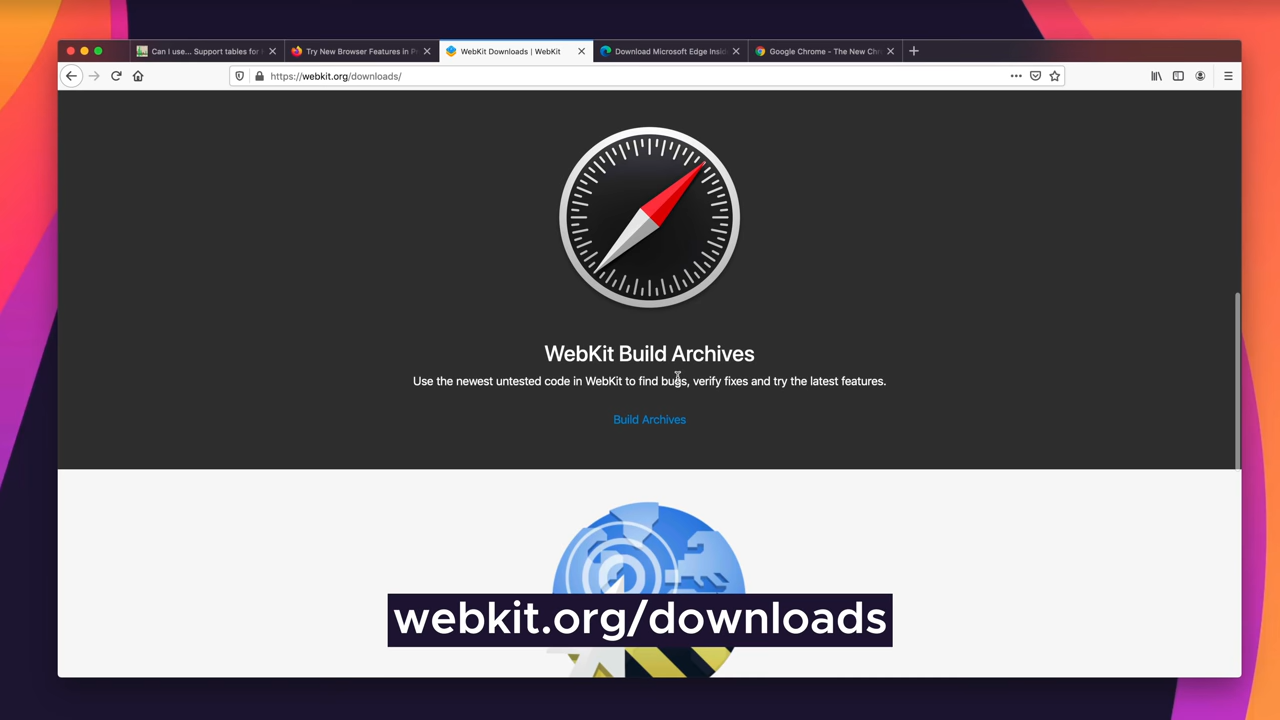 Can I use... Support tables for
Try New Browser Features in P
WebKit Downloads | WebKit
Download Microsoft Edge Insid
Google Chrome - The New Chr
https://webkit.org/downloads/
WebKit Build Archives
Use the newest untested code in WebKit to find bugs, verify fixes and try the latest features.
Build Archives
webkit.org/downloads